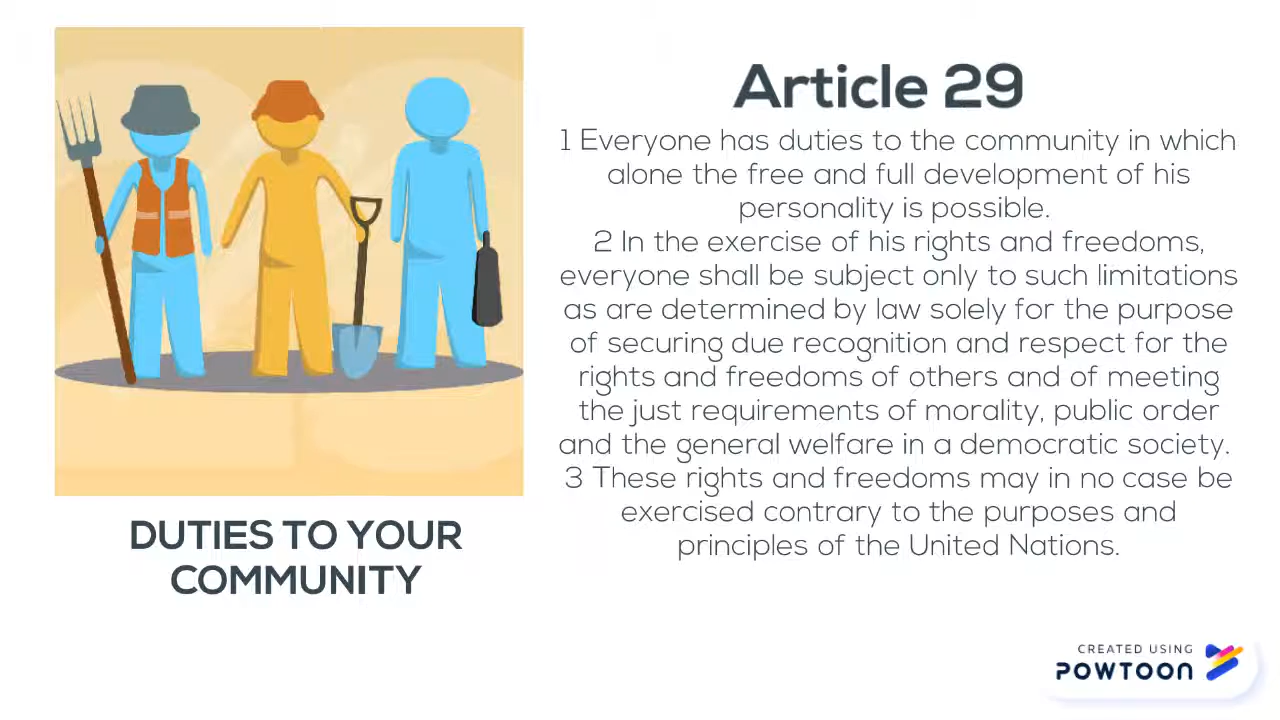 Article 29
1 Everyone has duties to the community in which
alone the free and full development of his
personality is possible.
2 In the exercise of his rights and freedoms,
everyone shall be subject only to such limitations
as are determined by law solely for the purpose
of securing due recognition and respect for the
rights and freedoms of others and of meeting
the just requirements of morality, public order
and the general welfare in a democratic society.
3 These rights and freedoms may in no case be
exercised contrary to the purposes and
principles of the United Nations.
DUTIES TO YOUR
COMMUNITY
CREATED USING
POWTOON